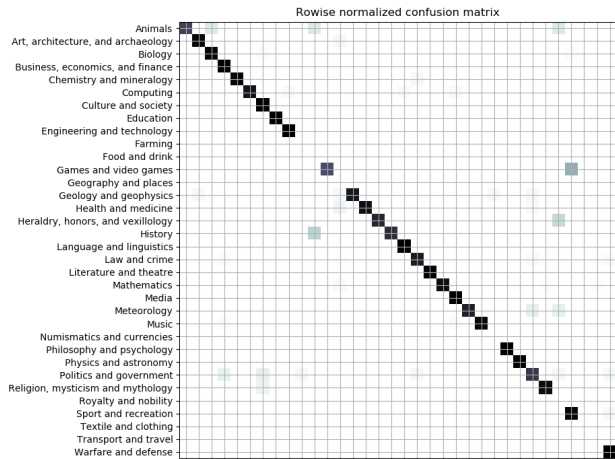 Rowise normalized confusion matrix
Animals
Art, architecture, and archaeology
Biology
Business, economics, and finance
Chemistry and mineralogy
Computing
Culture and society
Education
Engineering and technology
Farming
Food and drink
Games and video games
Geography and places
Geology and geophysics
Health and medicine
Heraldry, honors, and vexillology
History
Language and linguistics
Law and crime
Literature and theatre
Mathematics
Media
Meteorology
Music
Numismatics and currencies
Philosophy and psychology
Physics and astronomy
Politics and government
Religion, mysticism and mythology
Royalty and nobility
Sport and recreation
Textile and clothing
Transport and travel
Warfare and defense